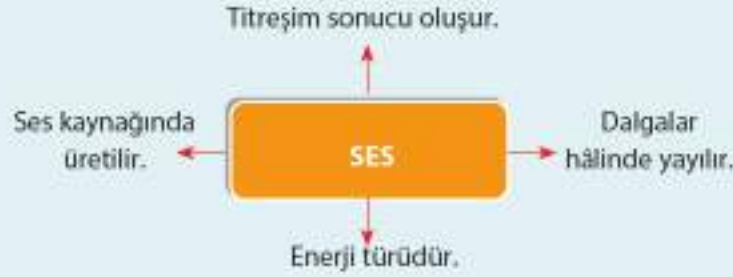 Titreşim sonucu oluşur.
Ses kaynağında
üretilir.
SES
Dalgalar
hâlinde yayılır.
Enerji türüdür.